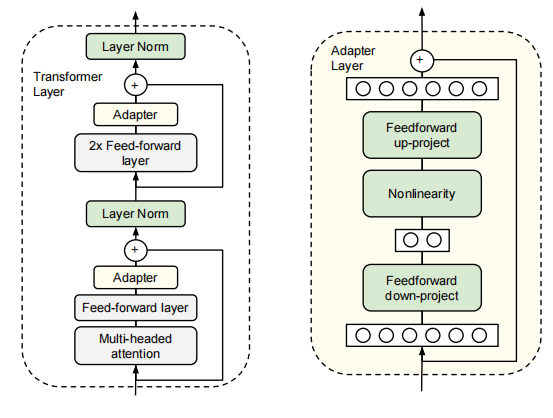 Layer Norm
Transformer
Layer
+
Adapter
2x Feed-forward
layer
Layer Norm
+
Adapter
Feed-forward layer
Multi-headed
attention
Adapter
Layer
+
Feedforward
up-project
Nonlinearity
Feedforward
down-project